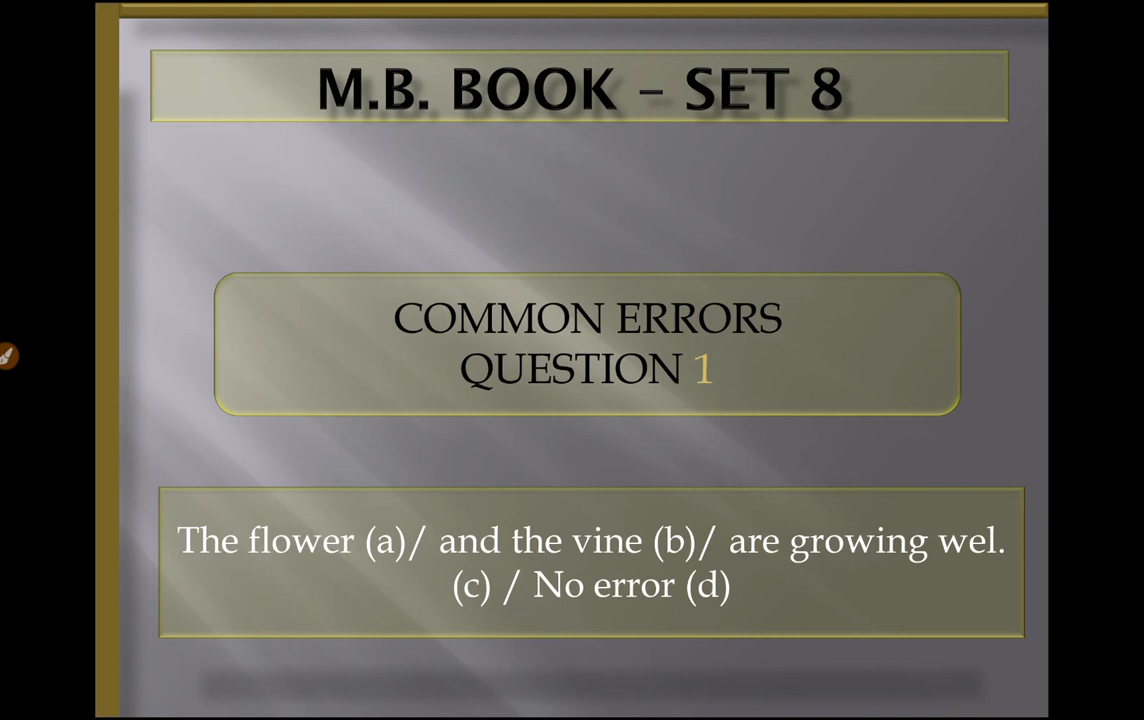 M.B. BOOK – SET 8
COMMON ERRORS
QUESTION 1
The flower (a)/ and the vine (b)/ are growing wel.
(c) / No error (d)